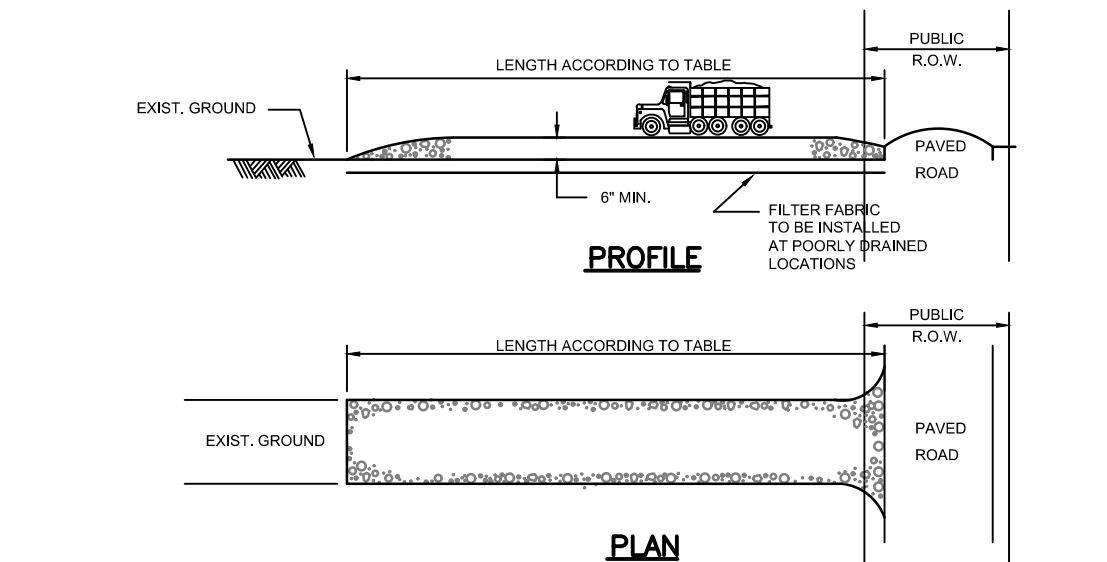 PUBLIC
R.O.W.
LENGTH ACCORDING TO TABLE
EXIST. GROUND
PAVED
ROAD
6" MIN.
FILTER FABRIC
TO BE INSTALLED
AT POORLY DRAINED
LOCATIONS
PROFILE
PUBLIC
R.O.W.
LENGTH ACCORDING TO TABLE
EXIST. GROUND
PAVED
ROAD
PLAN